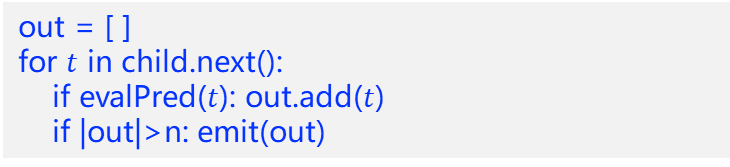 out = [ ]
for t in child.next():
if evalPred(t): out.add(t)
if |out|>n: emit(out)